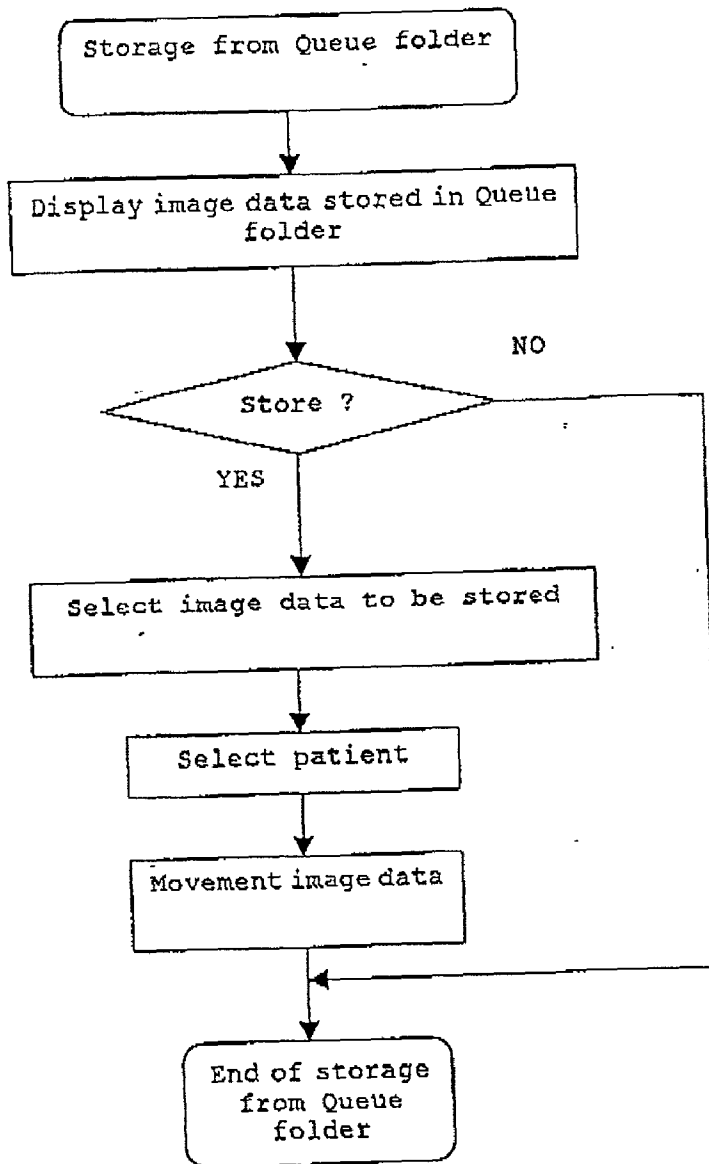 Storage from Queue folder
Display image data stored in Queue
folder
NO
Store ?
YES
Select image data to be stored
Select patient
Movement image data
End of storage
from Queue
folder